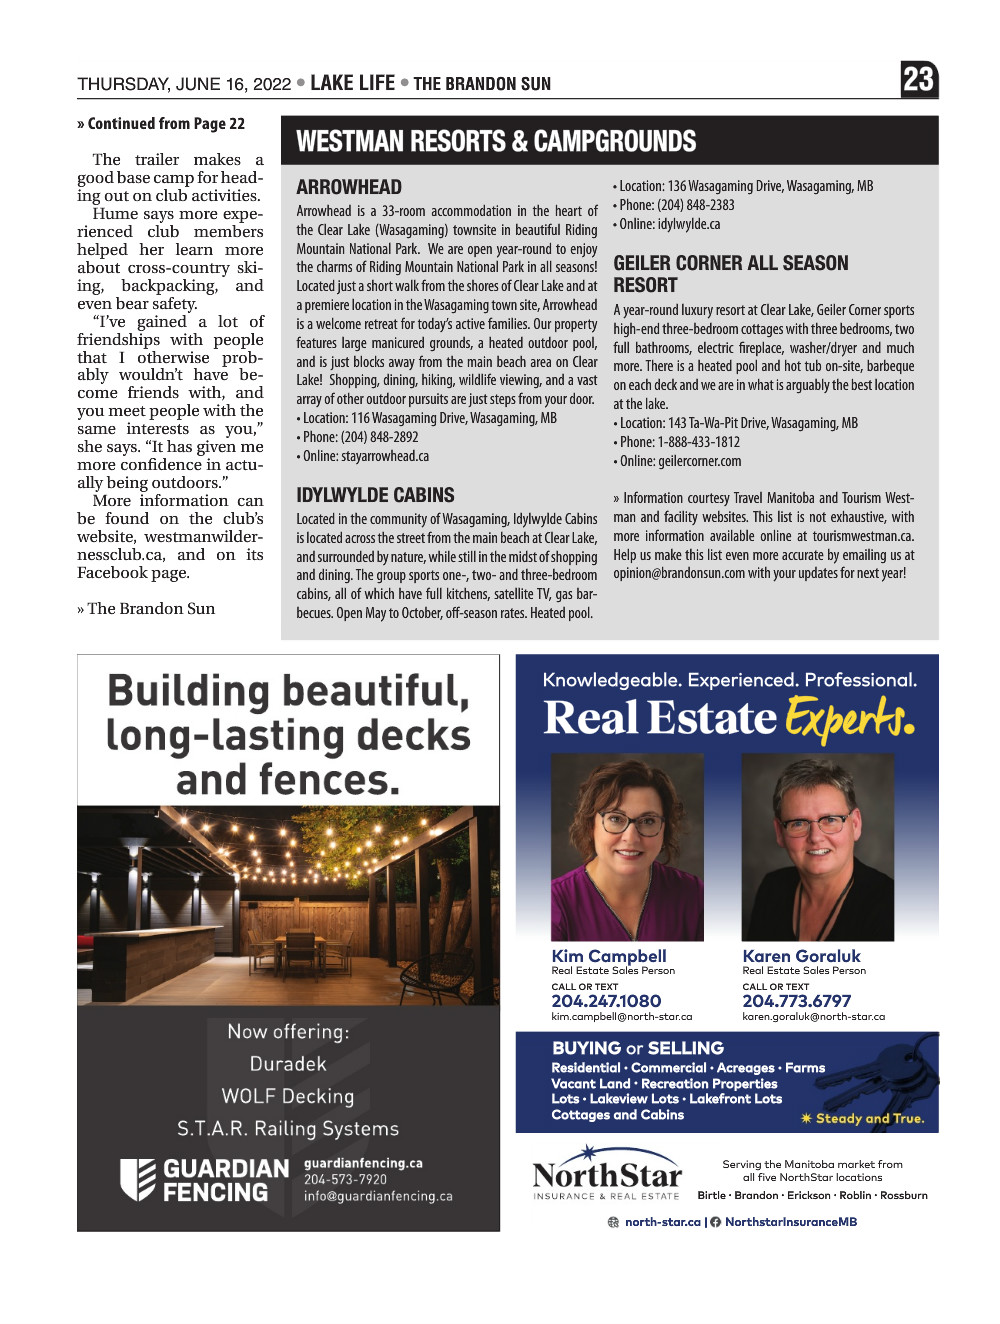 THURSDAY, JUNE 16, 2022 • LAKE LIFE • THE BRANDON SUN
23
» Continued from Page 22
The trailer makes a
good base camp for head-
ing out on club activities.
Hume says more expe-
rienced club members
helped her learn more
about cross-country ski-
ing, backpacking, and
even bear safety.
“I’ve gained a lot of
friendships with people
that I otherwise prob-
ably wouldn’t have be-
come friends with, and
you meet people with the
same interests as you,”
she says. “It has given me
more confidence in actu-
ally being outdoors.”
More information can
be found on the club’s
website, westmanwilder-
nessclub.ca, and on its
Facebook page.
» The Brandon Sun
WESTMAN RESORTS & CAMPGROUNDS
ARROWHEAD
Arrowhead is a 33-room accommodation in the heart of
the Clear Lake (Wasagaming) townsite in beautiful Riding
Mountain National Park. We are open year-round to enjoy
the charms of Riding Mountain National Park in all seasons!
Located just a short walk from the shores of Clear Lake and at
a premiere location in the Wasagaming town site, Arrowhead
is a welcome retreat for today’s active families. Our property
features large manicured grounds, a heated outdoor pool,
and is just blocks away from the main beach area on Clear
Lake! Shopping, dining, hiking, wildlife viewing, and a vast
array of other outdoor pursuits are just steps from your door.
• Location: 116 Wasagaming Drive, Wasagaming, MB
• Phone: (204) 848-2892
• Online: stayarrowhead.ca
IDYLWYLDE CABINS
Located in the community of Wasagaming, Idylwylde Cabins
is located across the street from the main beach at Clear Lake,
and surrounded by nature, while still in the midst of shopping
and dining. The group sports one-, two- and three-bedroom
cabins, all of which have full kitchens, satellite TV, gas bar-
becues. Open May to October, off-season rates. Heated pool.
• Location: 136 Wasagaming Drive, Wasagaming, MB
• Phone: (204) 848-2383
• Online: idylwylde.ca
GEILER CORNER ALL SEASON
RESORT
A year-round luxury resort at Clear Lake, Geiler Corner sports
high-end three-bedroom cottages with three bedrooms, two
full bathrooms, electric fireplace, washer/dryer and much
more. There is a heated pool and hot tub on-site, barbeque
on each deck and we are in what is arguably the best location
at the lake.
• Location: 143 Ta-Wa-Pit Drive, Wasagaming, MB
• Phone: 1-888-433-1812
• Online: geilercorner.com
» Information courtesy Travel Manitoba and Tourism West-
man and facility websites. This list is not exhaustive, with
more information available online at tourismwestman.ca.
Help us make this list even more accurate by emailing us at
opinion@brandonsun.com with your updates for next year!
Building beautiful,
long-lasting decks
and fences.
Now offering:
Duradek
WOLF Decking
S.T.A.R. Railing Systems
GUARDIAN
FENCING
guardianfencing.ca
204-573-7920
info@guardianfencing.ca
Knowledgeable. Experienced. Professional.
Real Estate Experts.
Kim Campbell
Real Estate Sales Person
CALL OR TEXT
204.247.1080
kim.campbell@north-star.ca
Karen Goraluk
Real Estate Sales Person
CALL OR TEXT
204.773.6797
karen.goraluk@north-star.ca
BUYING or SELLING
Residential • Commercial • Acreages • Farms
Vacant Land • Recreation Properties
Lots • Lakeview Lots • Lakefront Lots
Cottages and Cabins
Steady and True.
NorthStar
INSURANCE & REAL ESTATE
Serving the Manitoba market from
all five NorthStar locations
Birtle • Brandon • Erickson • Roblin • Rossburn
north-star.ca | NorthstarInsuranceMB